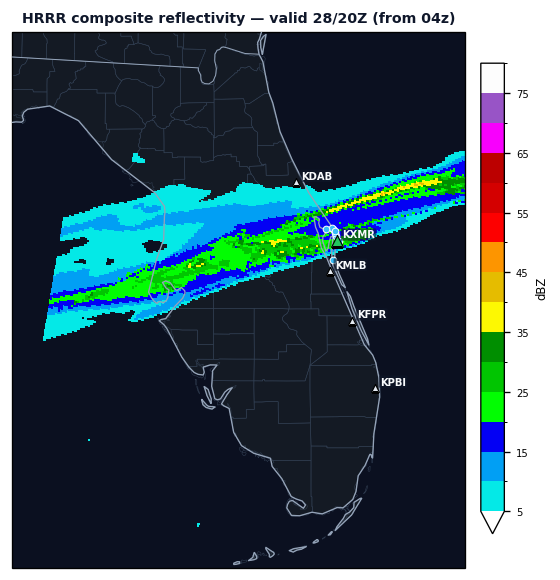 HRRR composite reflectivity — valid 28/20Z (from 04z)
KDAB
KXMR
KMLB
KFPR
KPBI
75
65
55
45
35
25
15
5
dBZ